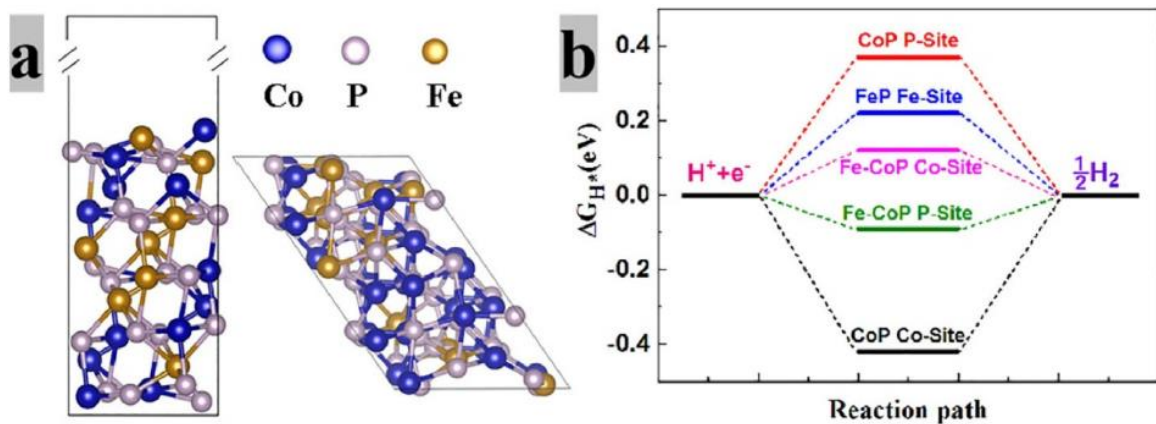 a
Co P Fe
b
ΔG_H*(eV)
0.4
0.2
0.0
-0.2
-0.4
CoP P-Site
FeP Fe-Site
Fe-CoP Co-Site
H⁺+e⁻
½H₂
Fe-CoP P-Site
CoP Co-Site
Reaction path